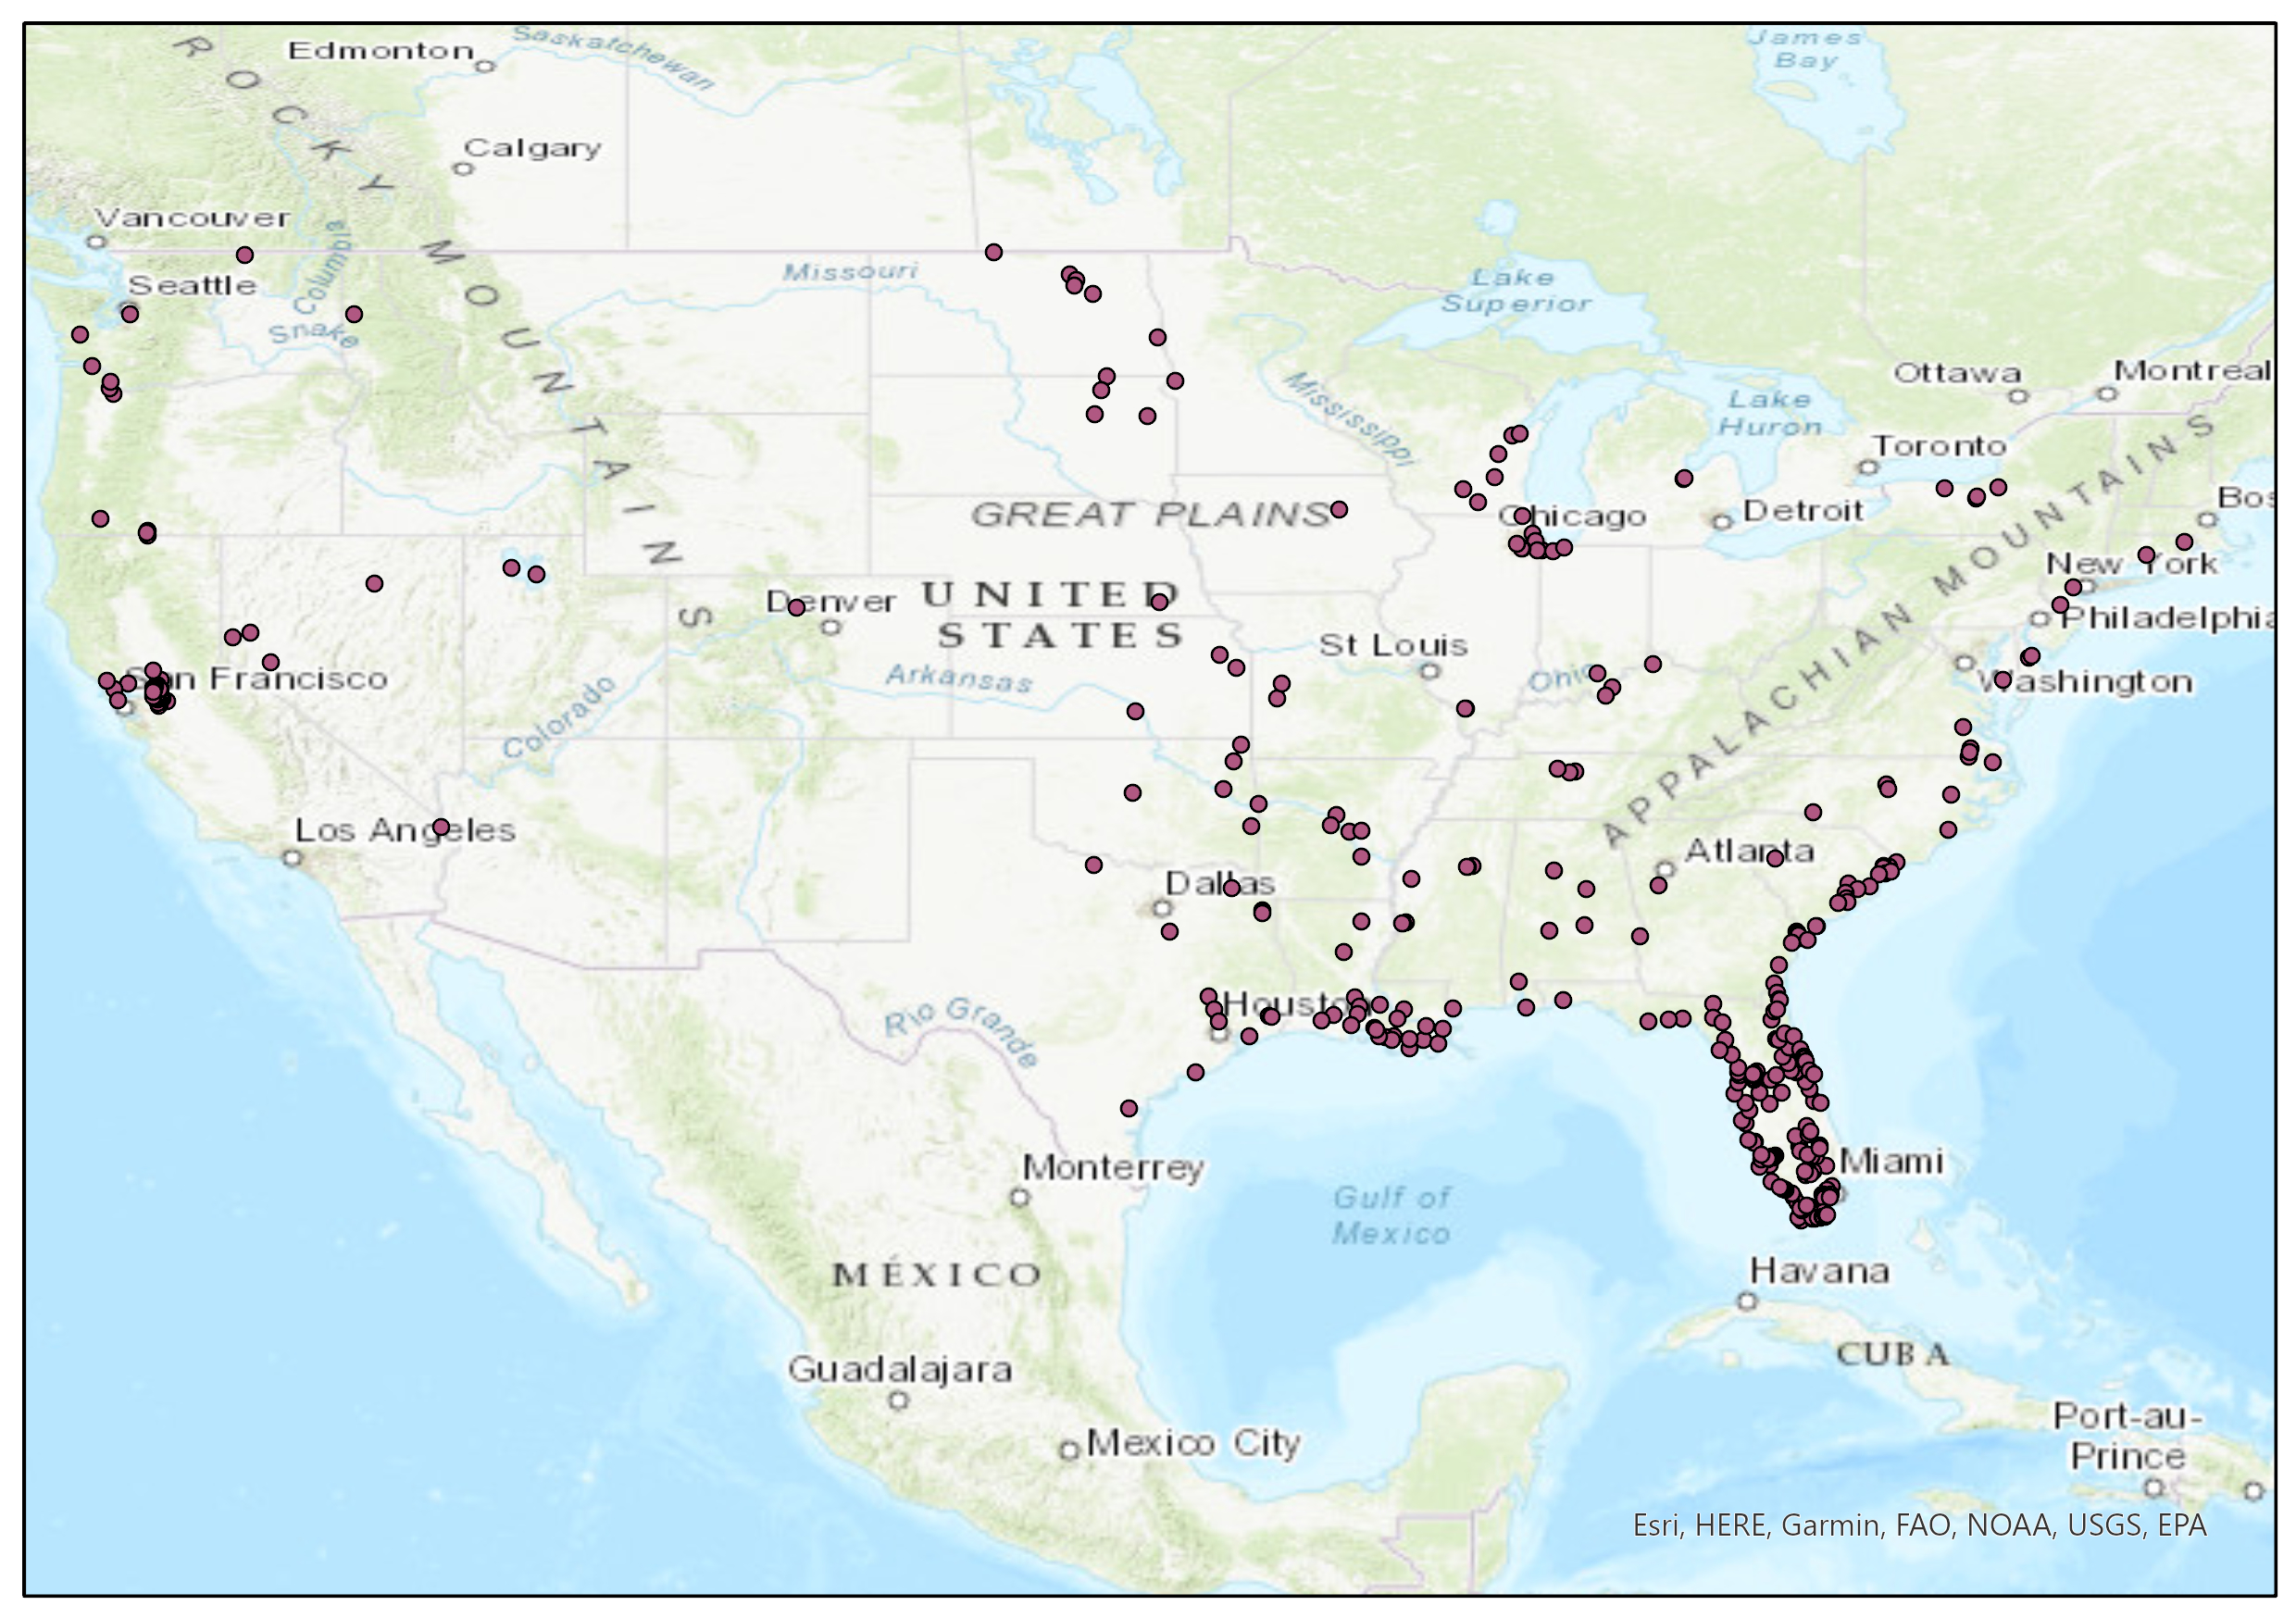 Saskatchewan
James
Bay
Edmonton
ROCKY MOUNTAINS
Calgary
Vancouver
Columbia
Seattle
Missouri
Snake
Lake
Superior
Mississippi
Ottawa
Montreal
Lake
Huron
Toronto
GREAT PLAINS
Chicago
Detroit
Bos
New York
Denver
UNITED
STATES
Philadelphia
APPALACHIAN MOUNTAINS
St Louis
San Francisco
Colorado
Arkansas
Ohio
Washington
Los Angeles
Atlanta
Dallas
Houston
Rio Grande
Monterrey
Miami
Gulf of
Mexico
MÉXICO
Havana
CUBA
Guadalajara
Port-au-
Prince
Mexico City
Esri, HERE, Garmin, FAO, NOAA, USGS, EPA